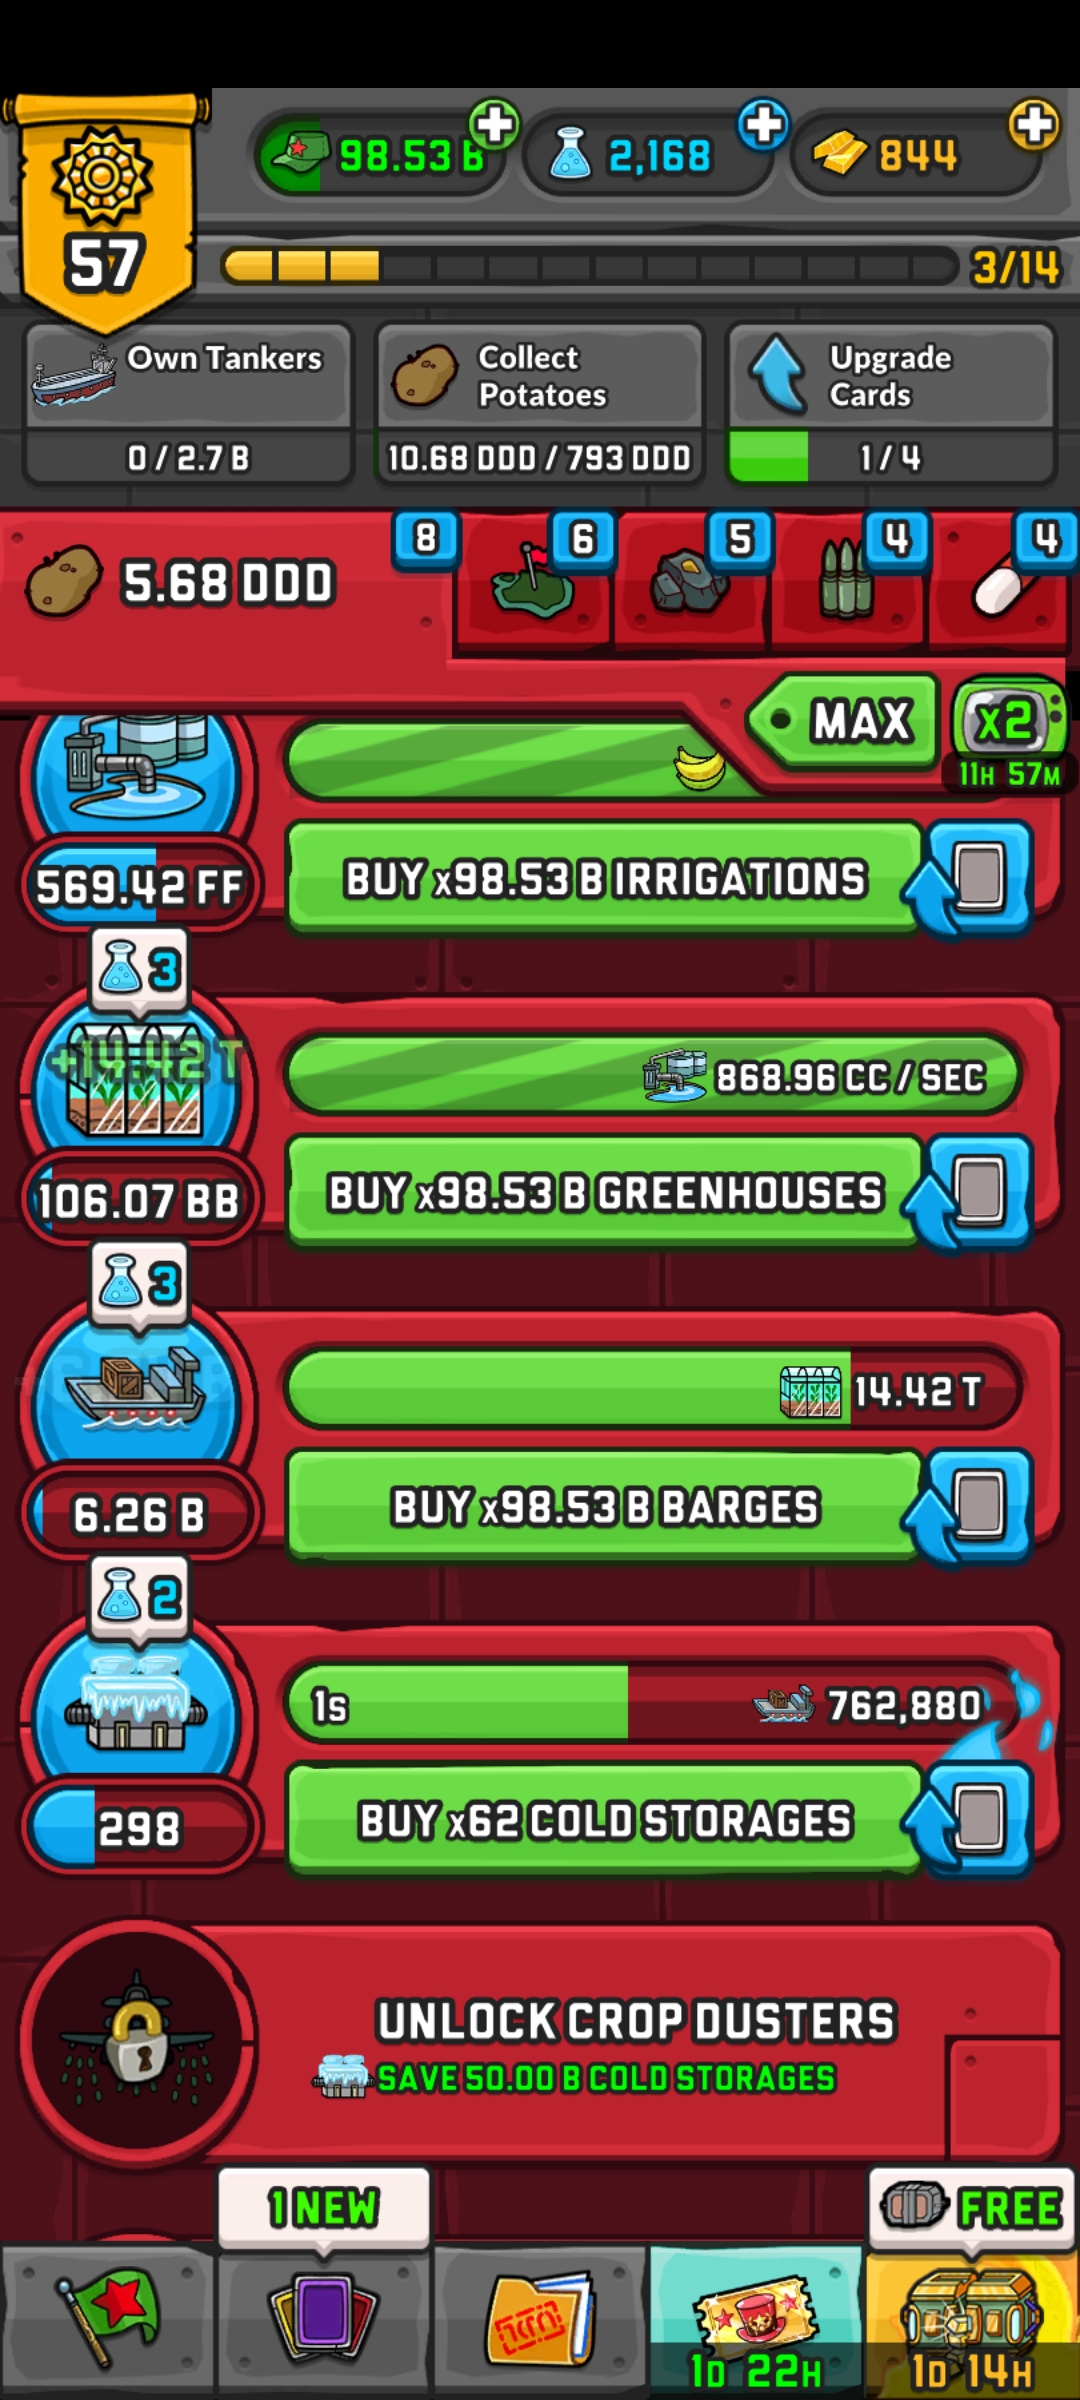 98.53 B
2,168
844
57
3/14
Own Tankers
0 / 2.7 B
Collect
Potatoes
10.68 DDD / 793 DDD
Upgrade
Cards
1 / 4
5.68 DDD
8
6
5
4
4
MAX
x2
11H 57M
569.42 FF
BUY x98.53 B IRRIGATIONS
3
+14.42 T
868.96 CC / SEC
106.07 BB
BUY x98.53 B GREENHOUSES
3
14.42 T
6.26 B
BUY x98.53 B BARGES
2
1s
762,880
298
BUY x62 COLD STORAGES
UNLOCK CROP DUSTERS
SAVE 50.00 B COLD STORAGES
1 NEW
FREE
1D 22H
1D 14H